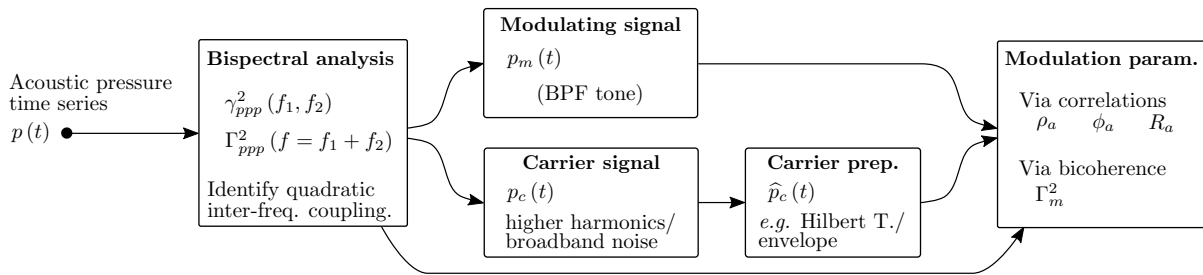 Acoustic pressure
time series
p (t)
Bispectral analysis
γ²ₚₚₚ (f₁, f₂)
Γ²ₚₚₚ (f = f₁ + f₂)
Identify quadratic
inter-freq. coupling.
Modulating signal
pₘ (t)
(BPF tone)
Carrier signal
p_c (t)
higher harmonics/
broadband noise
Carrier prep.
p̂_c (t)
e.g. Hilbert T./
envelope
Modulation param.
Via correlations
ρₐ ϕₐ Rₐ
Via bicoherence
Γ²ₘ